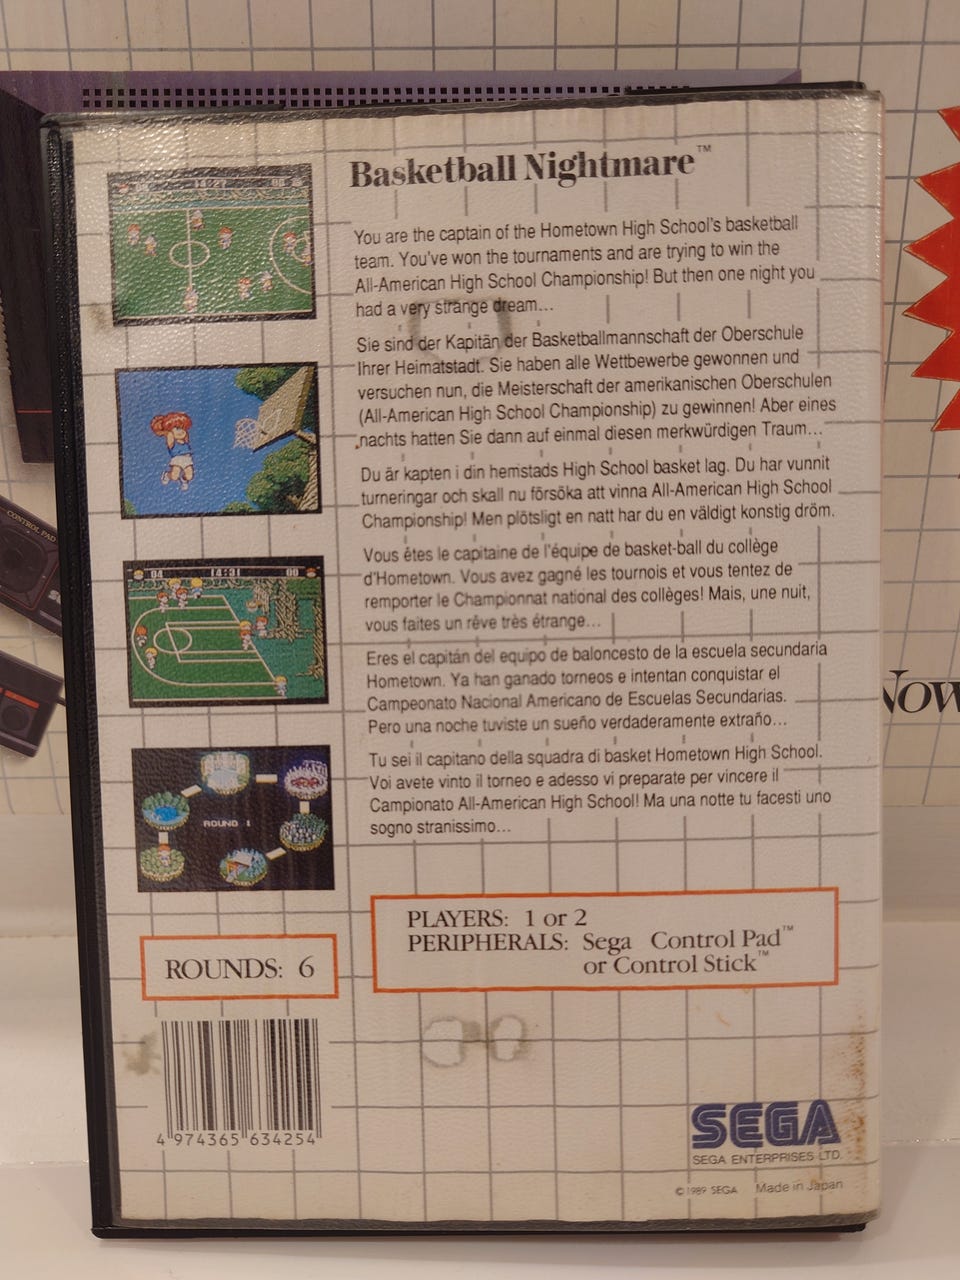 Basketball Nightmare™
You are the captain of the Hometown High School's basketball
team. You've won the tournaments and are trying to win the
All-American High School Championship! But then one night you
had a very strange dream...
Sie sind der Kapitän der Basketballmannschaft der Oberschule
Ihrer Heimatstadt. Sie haben alle Wettbewerbe gewonnen und
versuchen nun, die Meisterschaft der amerikanischen Oberschulen
(All-American High School Championship) zu gewinnen! Aber eines
nachts hatten Sie dann auf einmal diesen merkwürdigen Traum...
Du är kapten i din hemstads High School basket lag. Du har vunnit
turneringar och skall nu försöka att vinna All-American High School
Championship! Men plötsligt en natt har du en väldigt konstig dröm.
Vous êtes le capitaine de l'équipe de basket-ball du collège
d'Hometown. Vous avez gagné les tournois et vous tentez de
remporter le Championnat national des collèges! Mais, une nuit,
vous faites un rêve très étrange...
Eres el capitán del equipo de baloncesto de la escuela secundaria
Hometown. Ya han ganado torneos e intentan conquistar el
Campeonato Nacional Americano de Escuelas Secundarias.
Pero una noche tuviste un sueño verdaderamente extraño...
Tu sei il capitano della squadra di basket Hometown High School.
Voi avete vinto il torneo e adesso vi preparate per vincere il
Campionato All-American High School! Ma una notte tu facesti uno
sogno stranissimo...
14:27
04 14:31 00
ROUND 1
PLAYERS: 1 or 2
PERIPHERALS: Sega Control Pad™
or Control Stick™
ROUNDS: 6
4 974365 634254
SEGA
SEGA ENTERPRISES LTD.
© 1989 SEGA Made in Japan
CONTROL PAD
NOW